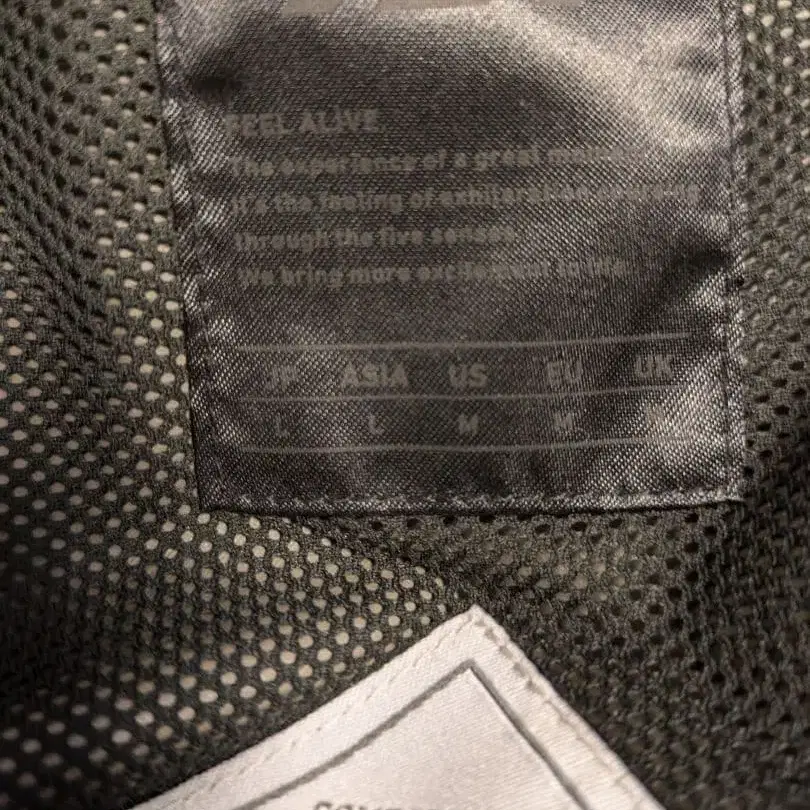 FEEL ALIVE
The experience of a great moment.
It's the feeling of exhilaration coursing
through the five senses.
We bring more excitement to life.
JP ASIA US EU UK
L L M M